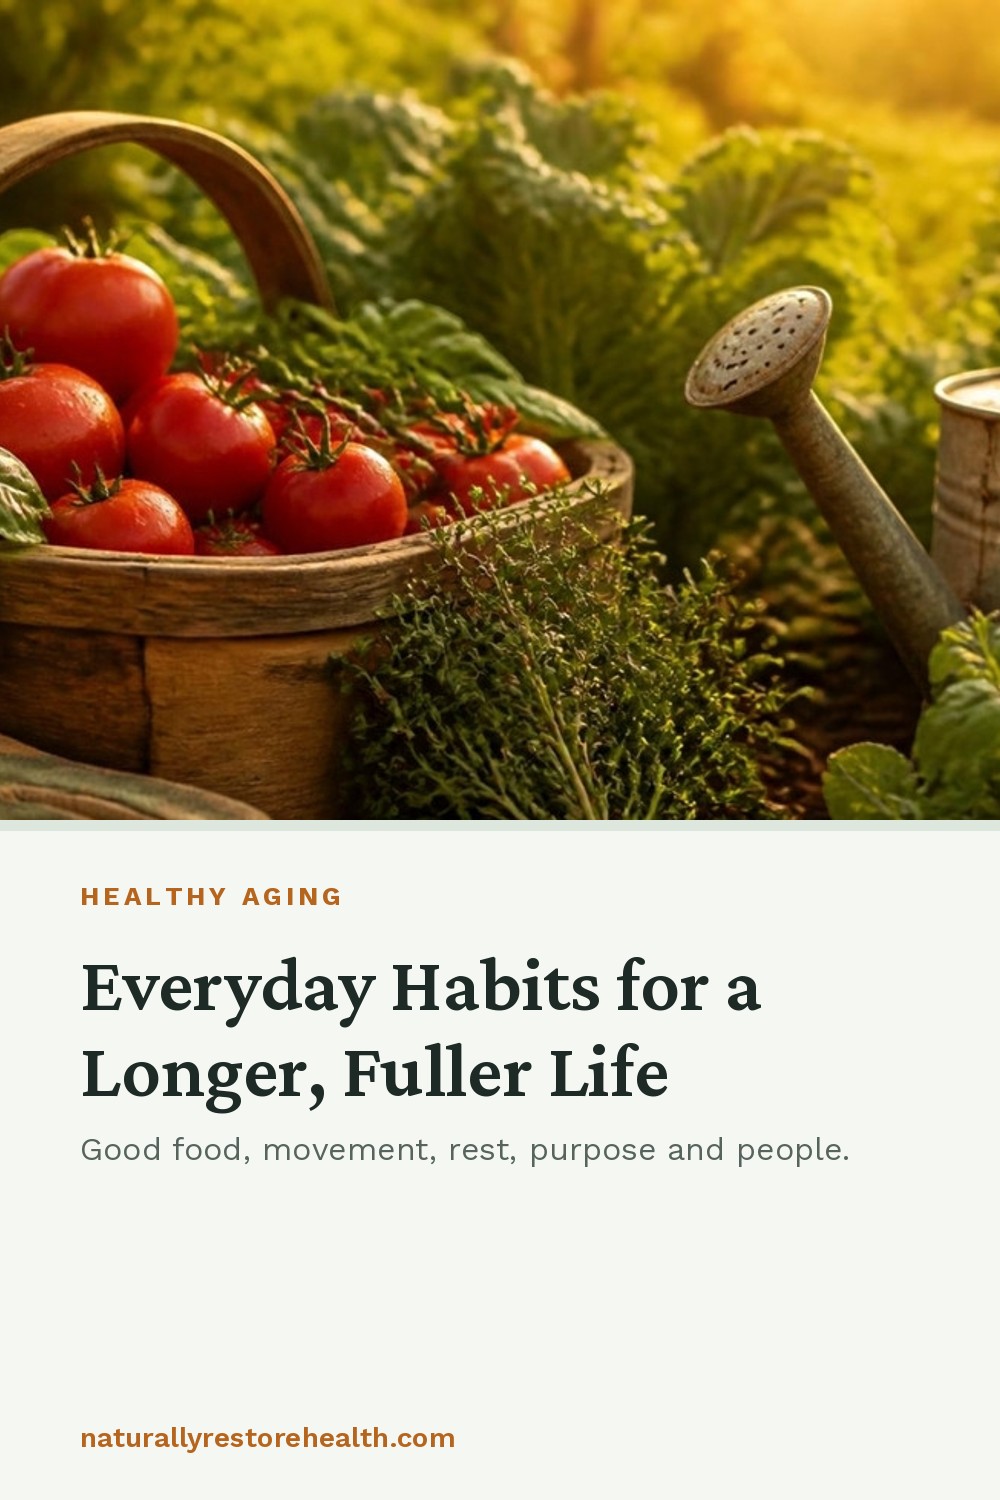 HEALTHY AGING
Everyday Habits for a
Longer, Fuller Life
Good food, movement, rest, purpose and people.
naturallyrestorehealth.com